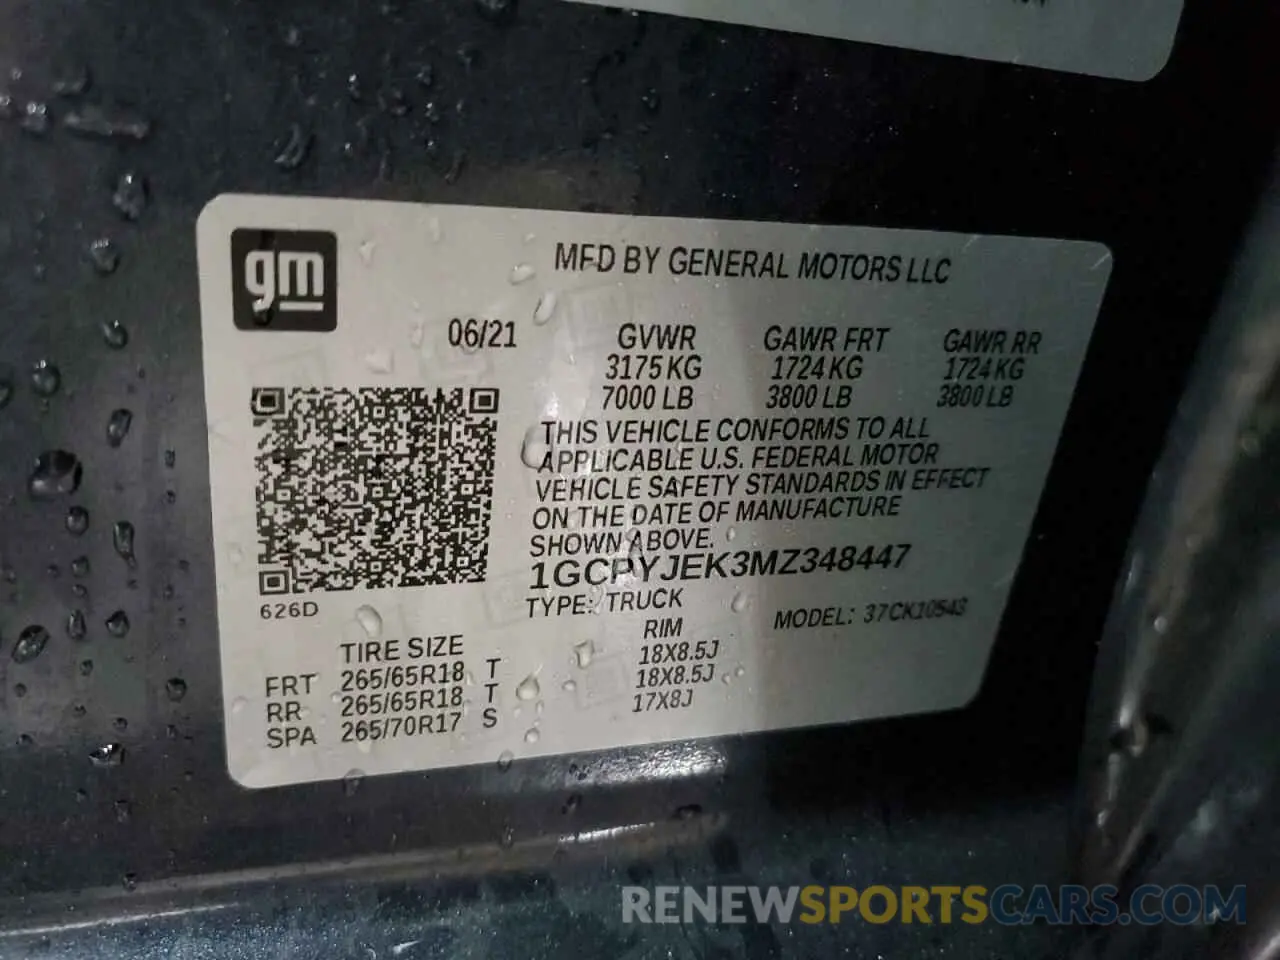 gm
MFD BY GENERAL MOTORS LLC
06/21 GVWR GAWR FRT GAWR RR
3175 KG 1724 KG 1724 KG
7000 LB 3800 LB 3800 LB
THIS VEHICLE CONFORMS TO ALL
APPLICABLE U.S. FEDERAL MOTOR
VEHICLE SAFETY STANDARDS IN EFFECT
ON THE DATE OF MANUFACTURE
SHOWN ABOVE.
1GCPYJEK3MZ348447
626D
TYPE: TRUCK MODEL: 37CK10543
TIRE SIZE RIM
FRT 265/65R18 T 18X8.5J
RR 265/65R18 T 18X8.5J
SPA 265/70R17 S 17X8J
RENEWSPORTSCARS.COM